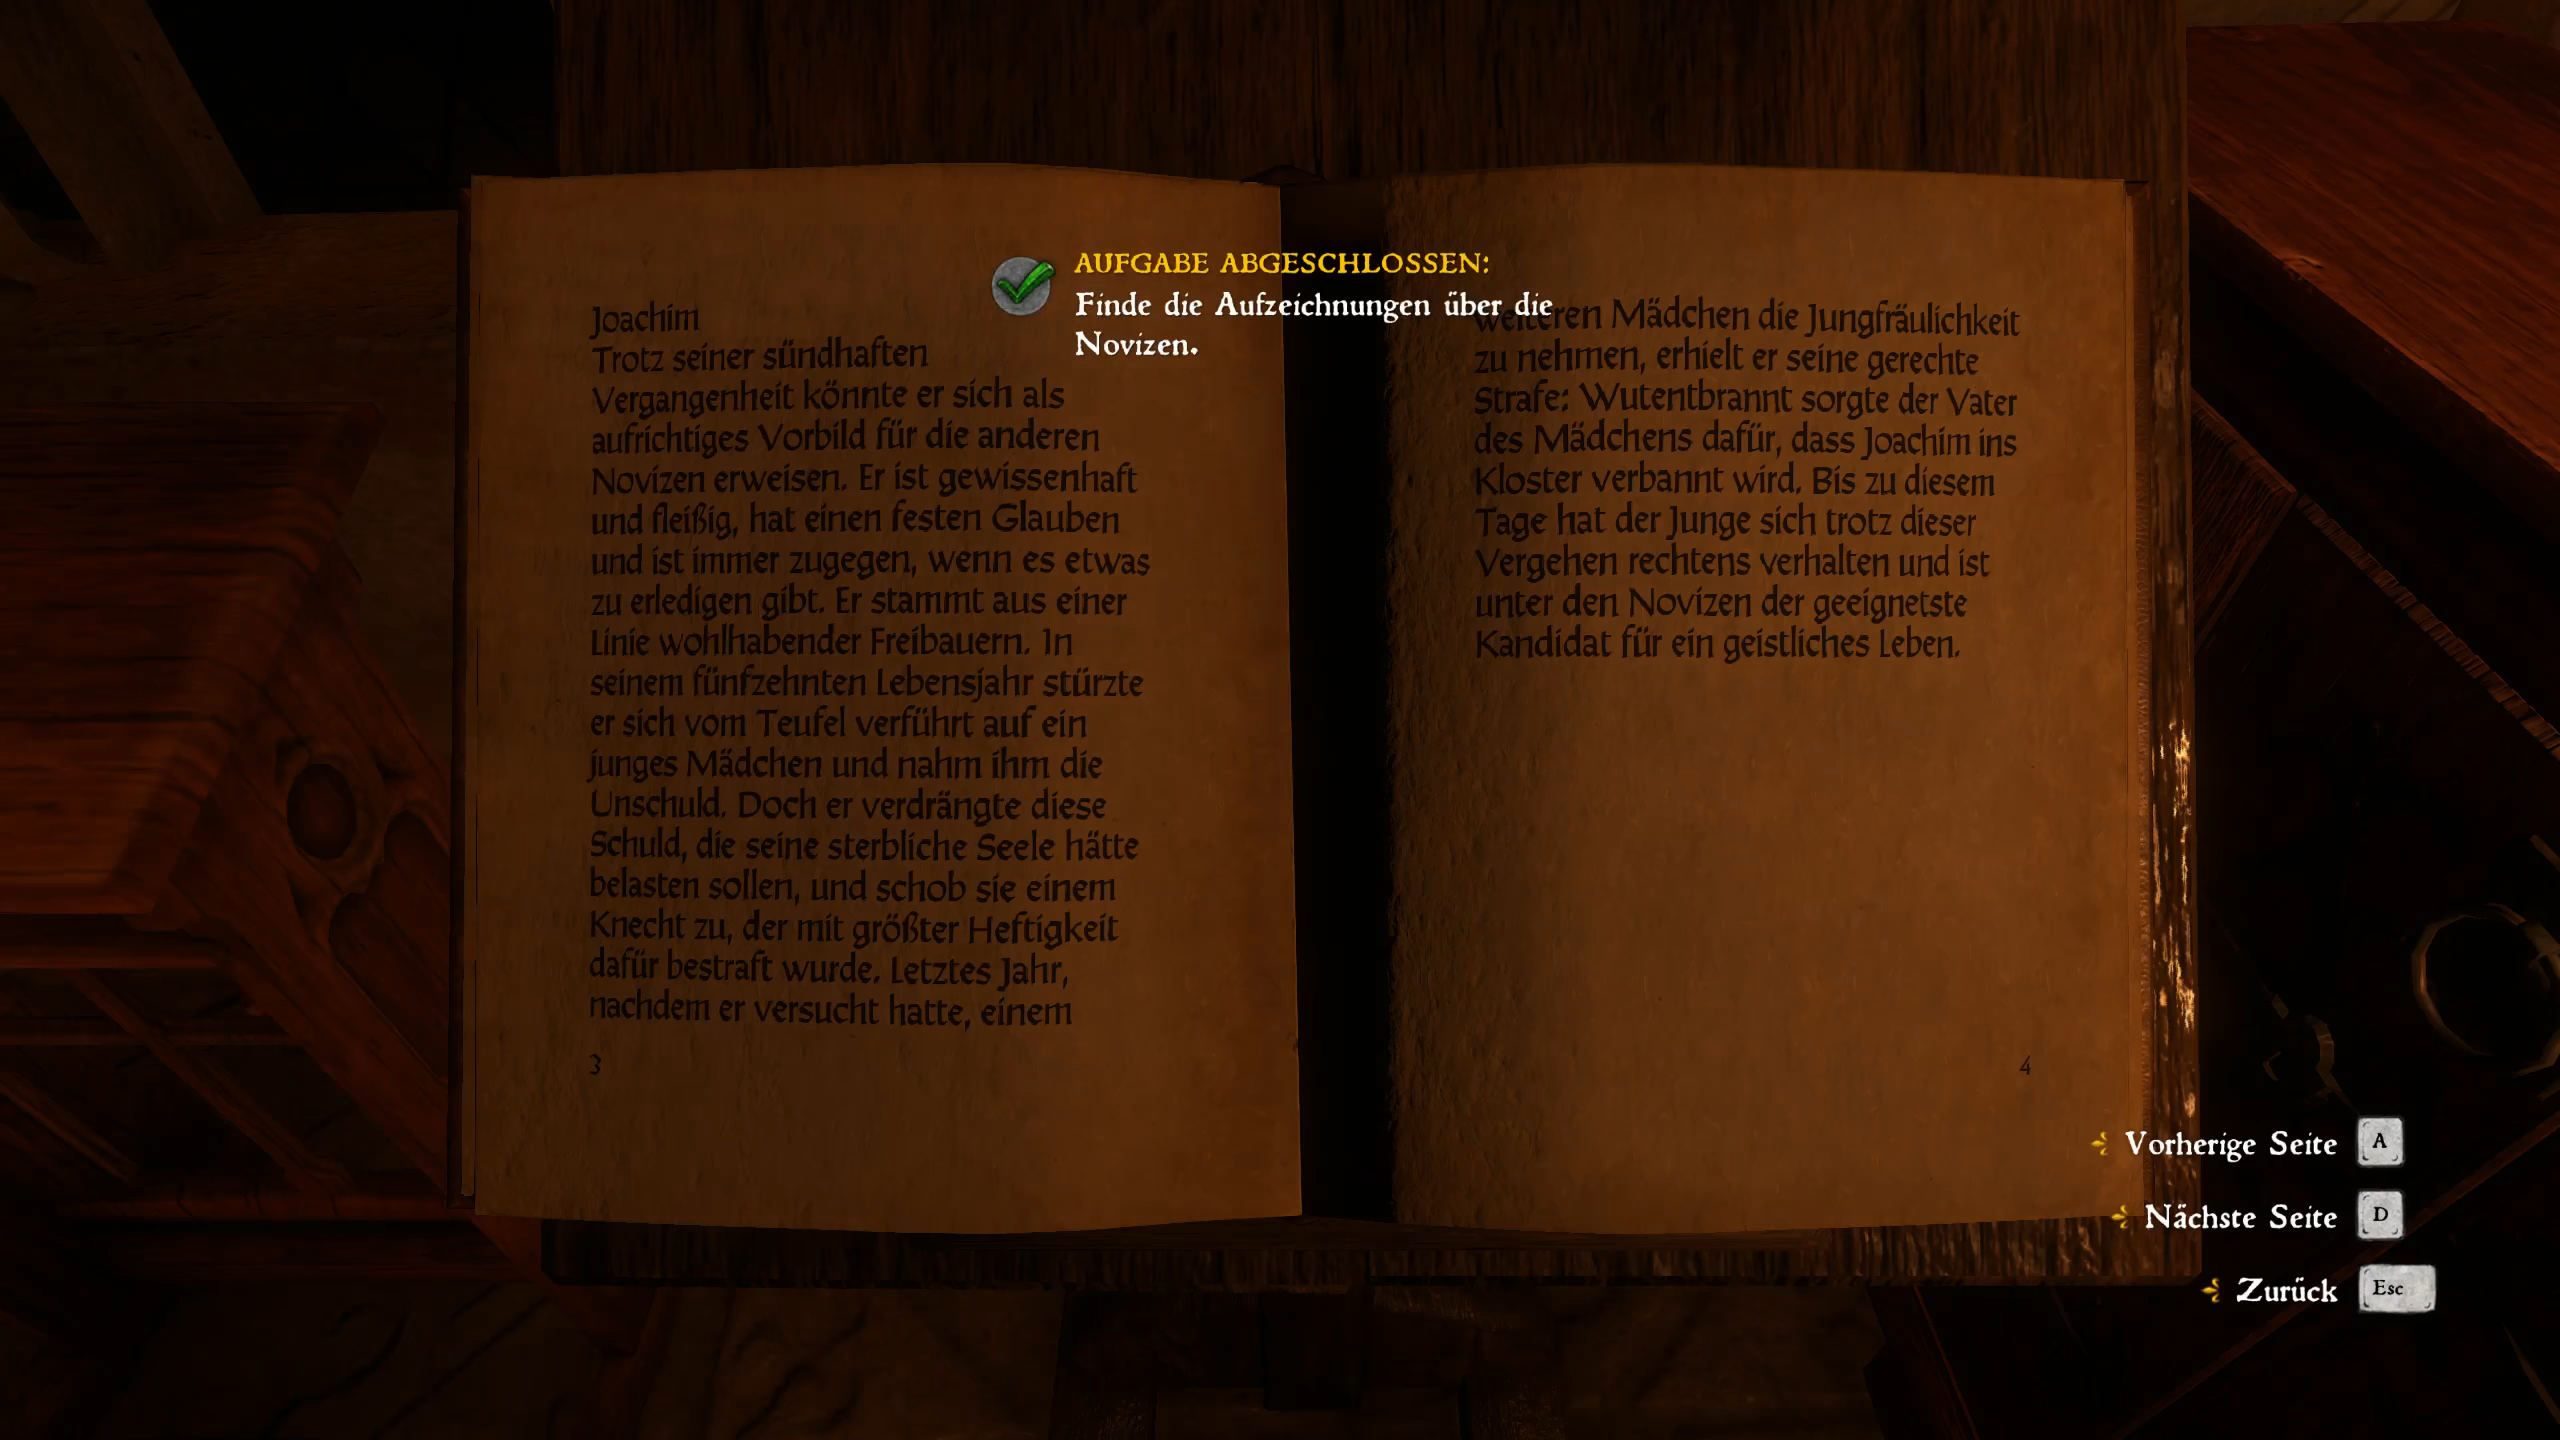 AUFGABE ABGESCHLOSSEN:
Finde die Aufzeichnungen über die
Novizen.
Joachim
Trotz seiner sündhaften
Vergangenheit könnte er sich als
aufrichtiges Vorbild für die anderen
Novizen erweisen. Er ist gewissenhaft
und fleißig, hat einen festen Glauben
und ist immer zugegen, wenn es etwas
zu erledigen gibt. Er stammt aus einer
Linie wohlhabender Freibauern. In
seinem fünfzehnten Lebensjahr stürzte
er sich vom Teufel verführt auf ein
junges Mädchen und nahm ihm die
Unschuld. Doch er verdrängte diese
Schuld, die seine sterbliche Seele hätte
belasten sollen, und schob sie einem
Knecht zu, der mit größter Heftigkeit
dafür bestraft wurde. Letztes Jahr,
nachdem er versucht hatte, einem
3
weiteren Mädchen die Jungfräulichkeit
zu nehmen, erhielt er seine gerechte
Strafe: Wutentbrannt sorgte der Vater
des Mädchens dafür, dass Joachim ins
Kloster verbannt wird. Bis zu diesem
Tage hat der Junge sich trotz dieser
Vergehen rechtens verhalten und ist
unter den Novizen der geeignetste
Kandidat für ein geistliches Leben.
4
Vorherige Seite A
Nächste Seite D
Zurück Esc